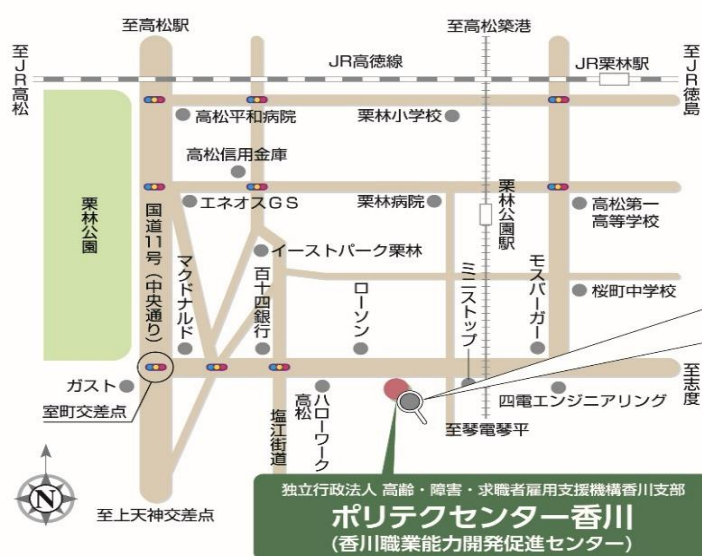 至高松駅
至高松築港
至JR高松
JR高徳線
JR栗林駅
至JR徳島
高松平和病院
栗林小学校
高松信用金庫
栗林公園
国道11号(中央通り)
エネオスGS
栗林病院
栗林公園駅
高松第一
高等学校
イーストパーク栗林
マクドナルド
百十四銀行
ローソン
ミニストップ
モスバーガー
桜町中学校
ガスト
室町交差点
塩江街道
ハローワーク
高松
四電エンジニアリング
至志度
至琴電琴平
N
至上天神交差点
独立行政法人 高齢・障害・求職者雇用支援機構香川支部
ポリテクセンター香川
(香川職業能力開発促進センター)